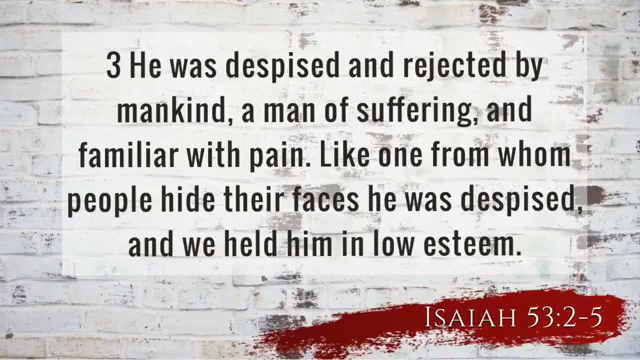 3 He was despised and rejected by
mankind, a man of suffering, and
familiar with pain. Like one from whom
people hide their faces he was despised,
and we held him in low esteem.
Isaiah 53:2-5